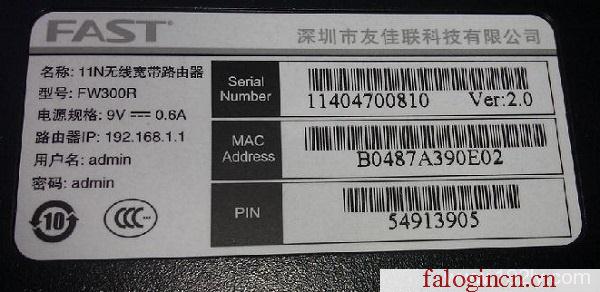 FAST
深圳市友佳联科技有限公司
名称: 11N无线宽带路由器
型号: FW300R
电源规格: 9V 0.6A
路由器IP: 192.168.1.1
用户名: admin
密码: admin
10
CCC
Serial Number
11404700810 Ver:2.0
MAC Address
B0487A390E02
PIN
54913905
falogincn.cn